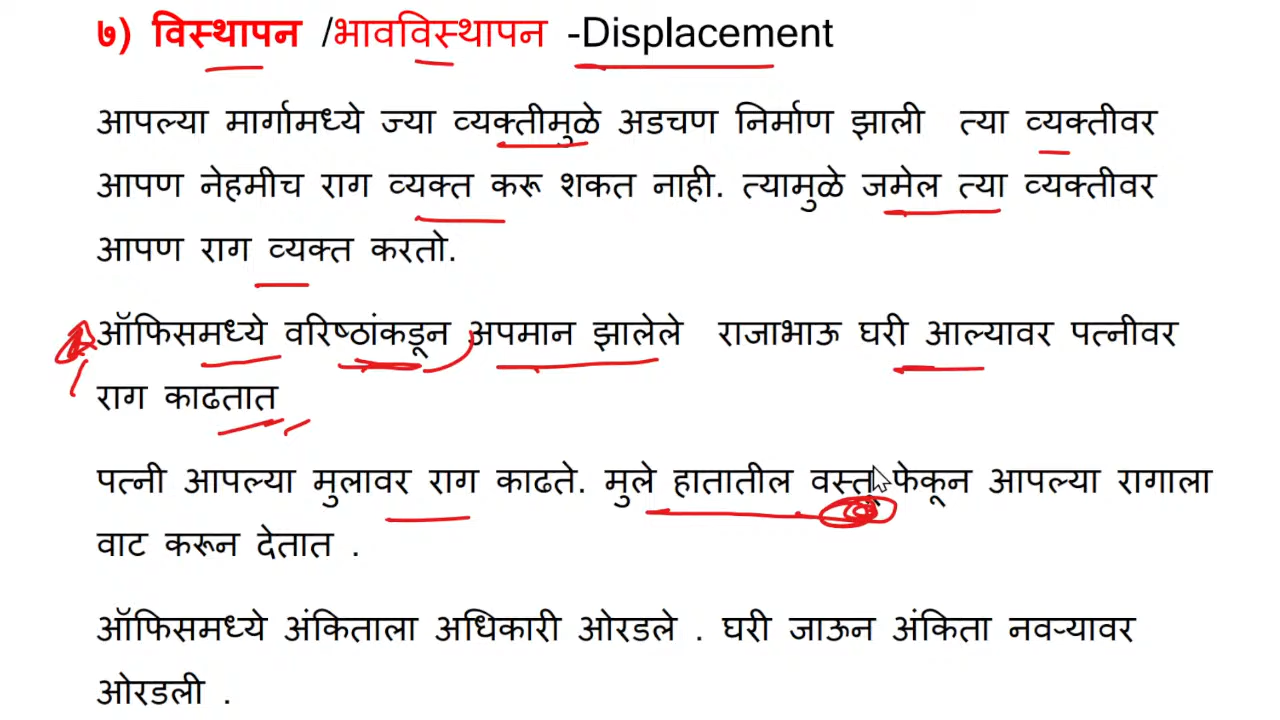 ७) विस्थापन /भावविस्थापन -Displacement
आपल्या मार्गामध्ये ज्या व्यक्तीमुळे अडचण निर्माण झाली त्या व्यक्तीवर
आपण नेहमीच राग व्यक्त करू शकत नाही. त्यामुळे जमेल त्या व्यक्तीवर
आपण राग व्यक्त करतो.
ऑफिसमध्ये वरिष्ठांकडून अपमान झालेले राजाभाऊ घरी आल्यावर पत्नीवर
राग काढतात
पत्नी आपल्या मुलावर राग काढते. मुले हातातील वस्तू फेकून आपल्या रागाला
वाट करून देतात .
ऑफिसमध्ये अंकिताला अधिकारी ओरडले . घरी जाऊन अंकिता नवऱ्यावर
ओरडली .